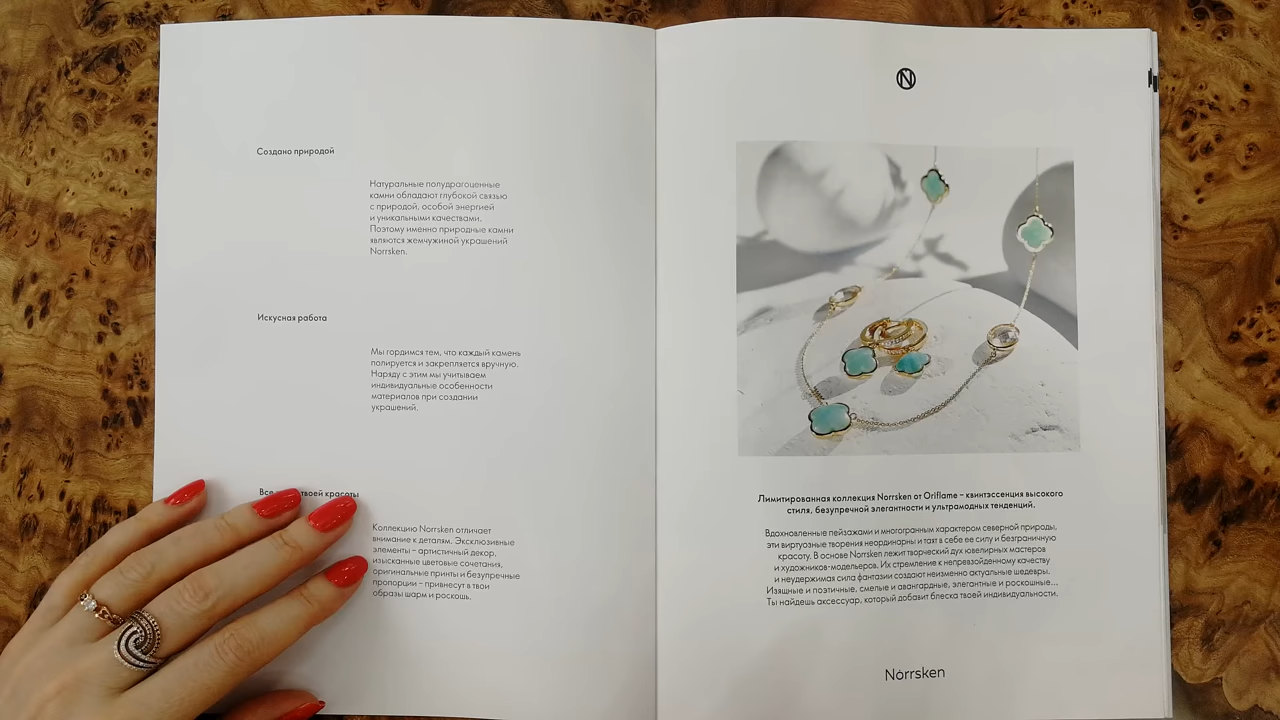 Создано природой
Натуральные полудрагоценные
камни обладают глубокой связью
с природой, особой энергией
и уникальными качествами.
Поэтому именно природные камни
являются жемчужиной украшений
Norrsken.
Искусная работа
Мы гордимся тем, что каждый камень
полируется и закрепляется вручную.
Наряду с этим мы учитываем
индивидуальные особенности
материалов при создании
украшений.
Все твоей красоты
Коллекцию Norrsken отличает
внимание к деталям. Эксклюзивные
элементы – артистичный декор,
изысканные цветовые сочетания,
оригинальные принты и безупречные
пропорции – привнесут в твои
образы шарм и роскошь.
N
Лимитированная коллекция Norrsken от Oriflame – квинтэссенция высокого
стиля, безупречной элегантности и ультрамодных тенденций.
Вдохновленные пейзажами и многогранным характером северной природы,
эти виртуозные творения неординарны и таят в себе ее силу и безграничную
красоту. В основе Norrsken лежит творческий дух ювелирных мастеров
и художников-модельеров. Их стремление к непревзойденному качеству
и неудержимая сила фантазии создают неизменно актуальные шедевры.
Изящные и поэтичные, смелые и авангардные, элегантные и роскошные...
Ты найдешь аксессуар, который добавит блеска твоей индивидуальности.
Nórrsken